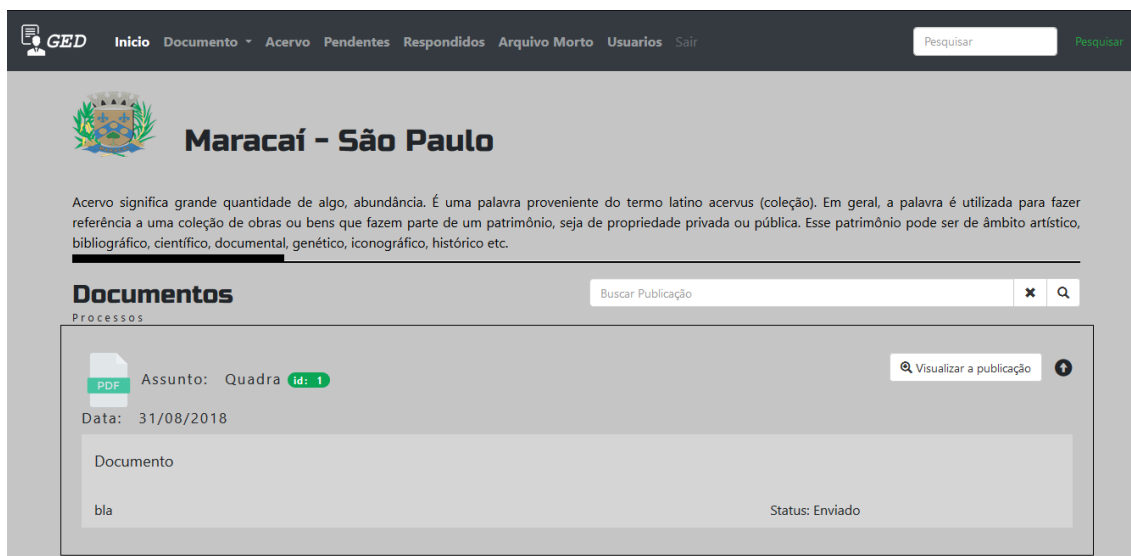 GED Inicio Documento Acervo Pendentes Respondidos Arquivo Morto Usuarios Sair Pesquisar Pesquisar
Maracaí - São Paulo
Acervo significa grande quantidade de algo, abundância. É uma palavra proveniente do termo latino acervus (coleção). Em geral, a palavra é utilizada para fazer
referência a uma coleção de obras ou bens que fazem parte de um patrimônio, seja de propriedade privada ou pública. Esse patrimônio pode ser de âmbito artístico,
bibliográfico, científico, documental, genético, iconográfico, histórico etc.
Documentos Buscar Publicação
Processos
PDF Assunto: Quadra id: 1 Visualizar a publicação
Data: 31/08/2018
Documento
bla Status: Enviado